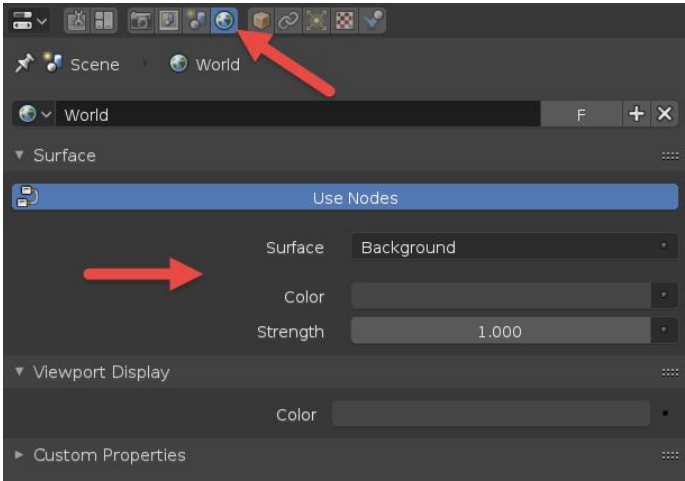 Scene World
World F
Surface
Use Nodes
Surface Background
Color
Strength 1.000
Viewport Display
Color
Custom Properties